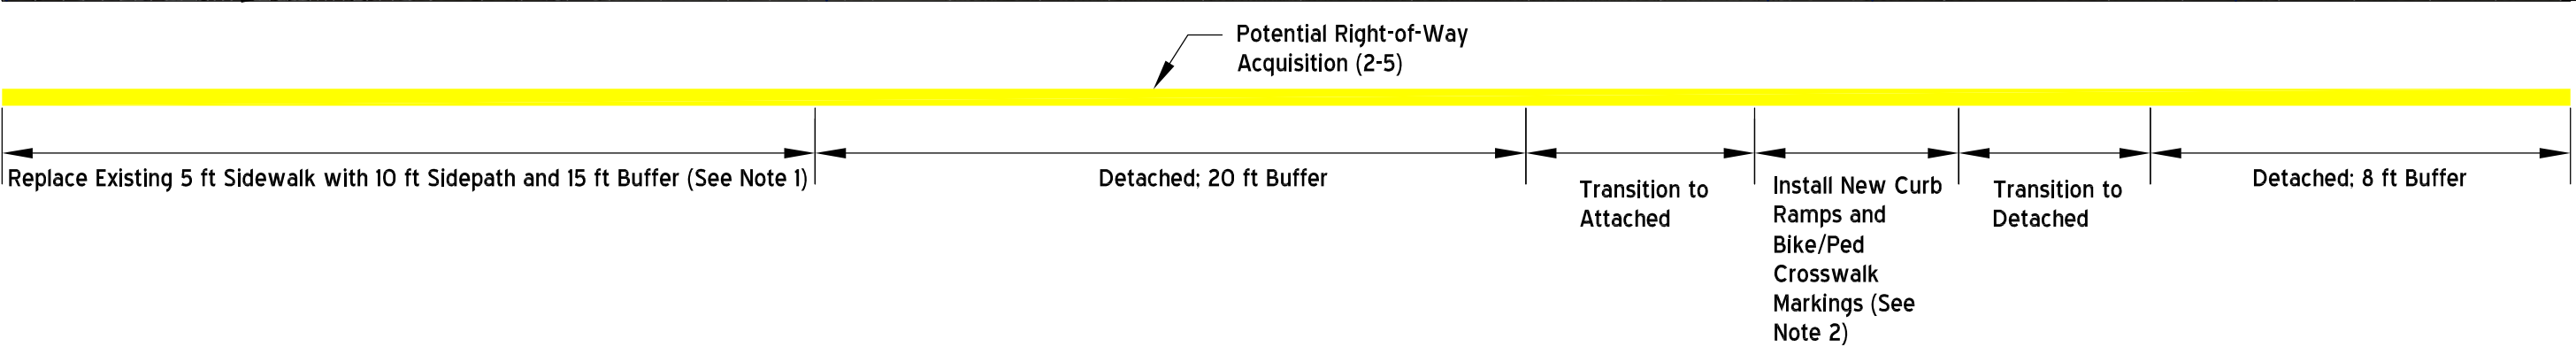 Potential Right-of-Way
Acquisition (2-5)
Replace Existing 5 ft Sidewalk with 10 ft Sidepath and 15 ft Buffer (See Note 1)
Detached; 20 ft Buffer
Transition to
Attached
Install New Curb
Ramps and
Bike/Ped
Crosswalk
Markings (See
Note 2)
Transition to
Detached
Detached; 8 ft Buffer